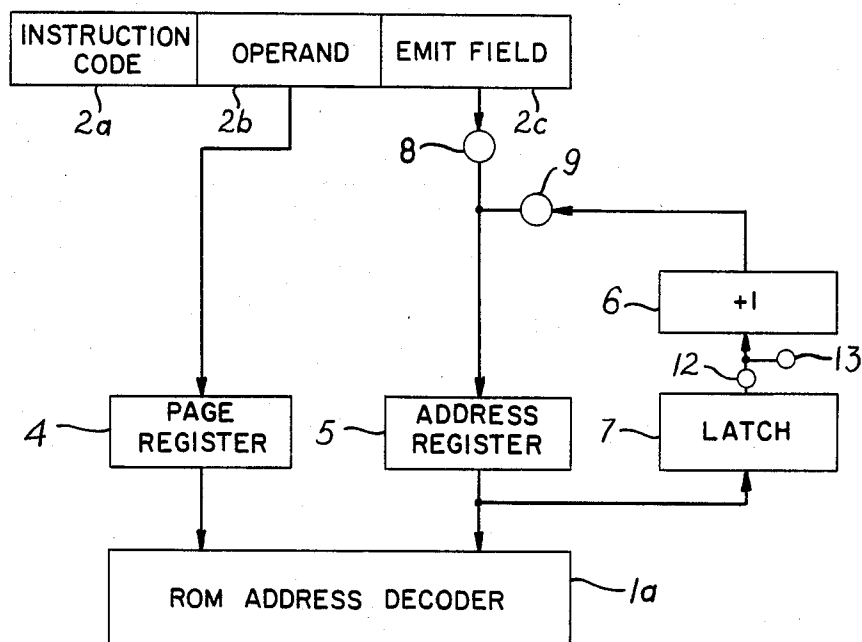 INSTRUCTION
CODE
OPERAND
EMIT FIELD
2a
2b
2c
8
9
6
+1
12
13
4
PAGE
REGISTER
5
ADDRESS
REGISTER
7
LATCH
ROM ADDRESS DECODER
1a